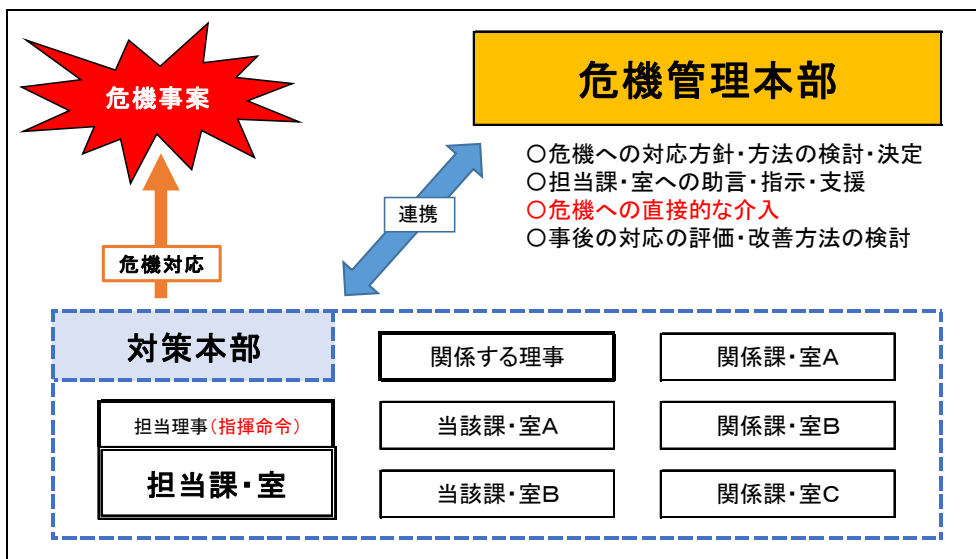 危機事案
危機管理本部
○危機への対応方針・方法の検討・決定
○担当課・室への助言・指示・支援
○危機への直接的な介入
○事後の対応の評価・改善方法の検討
連携
危機対応
対策本部
関係する理事
関係課・室A
担当理事(指揮命令)
担当課・室
当該課・室A
関係課・室B
当該課・室B
関係課・室C